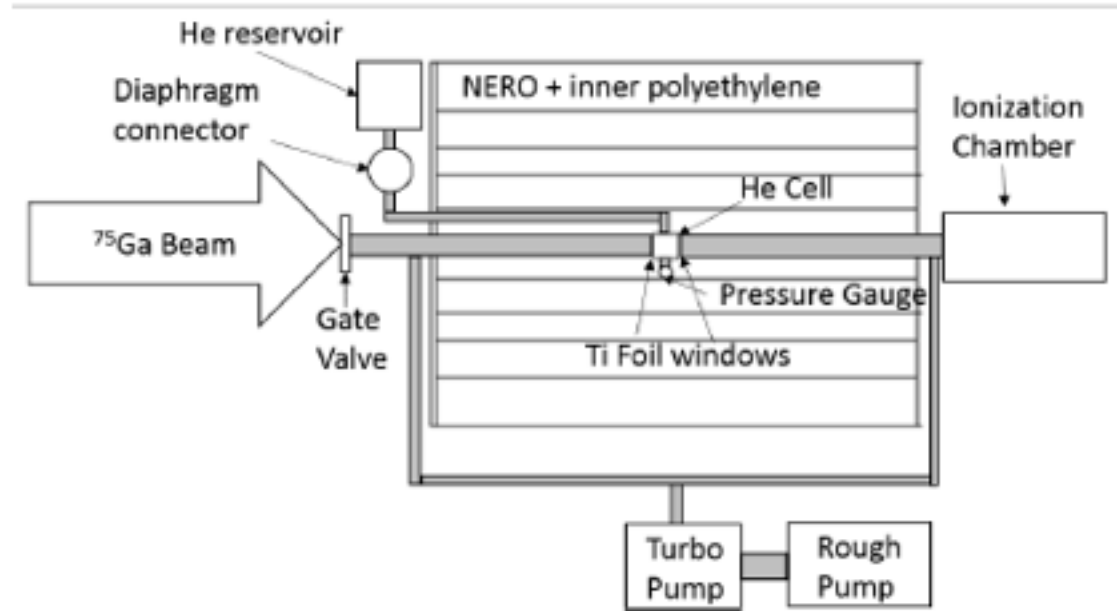 He reservoir
Diaphragm
connector
NERO + inner polyethylene
Ionization
Chamber
He Cell
⁷⁵Ga Beam
Pressure Gauge
Gate
Valve
Ti Foil windows
Turbo
Pump
Rough
Pump